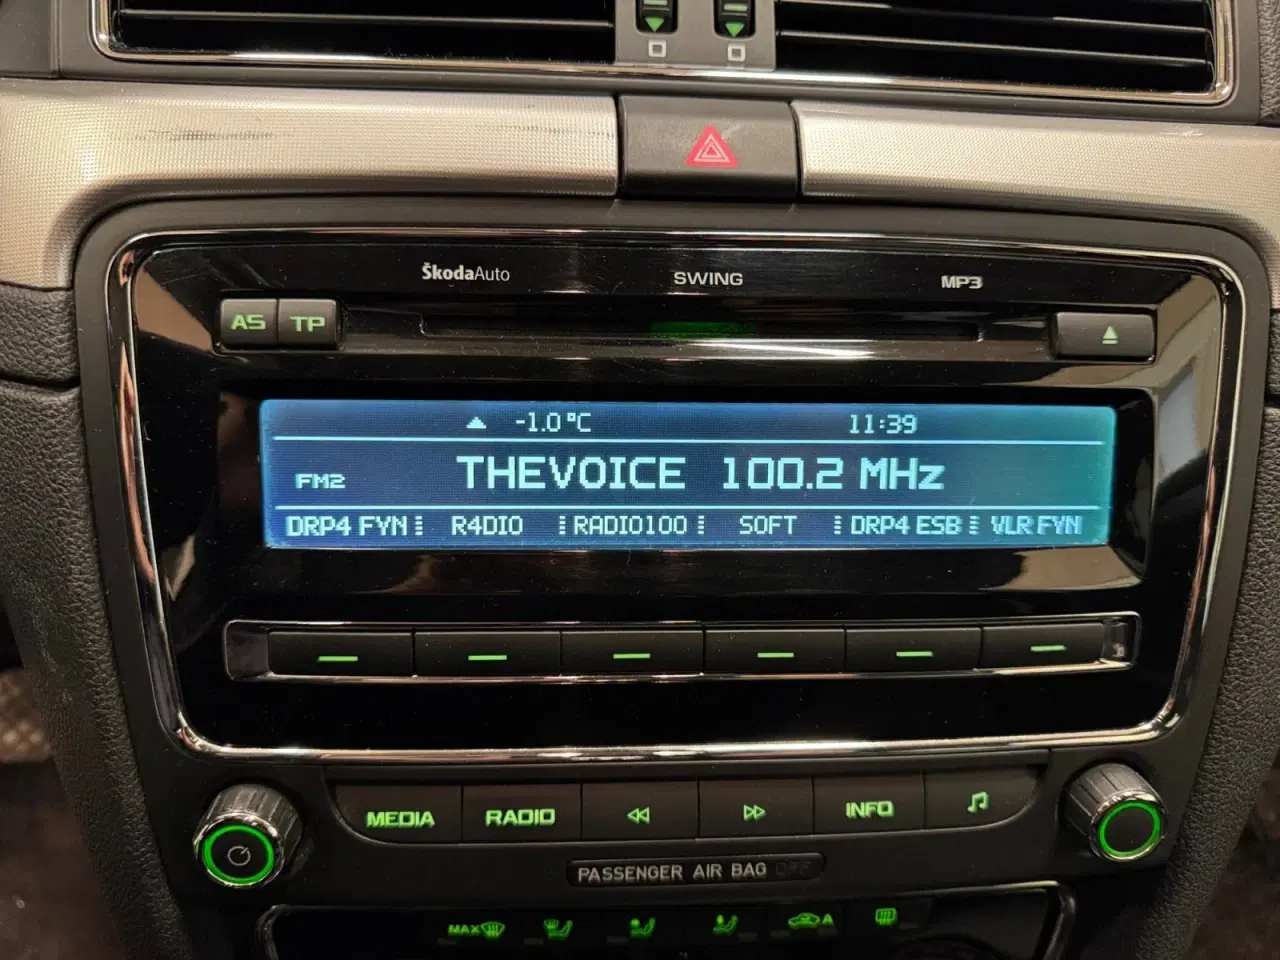 ŠkodaAuto SWING MP3
AS TP
-1.0°C 11:39
FM2 THEVOICE 100.2 MHz
DRP4 FYN R4DIO RADIO100 SOFT DRP4 ESB VLR FYN
MEDIA RADIO INFO
PASSENGER AIR BAG OFF
MAX A